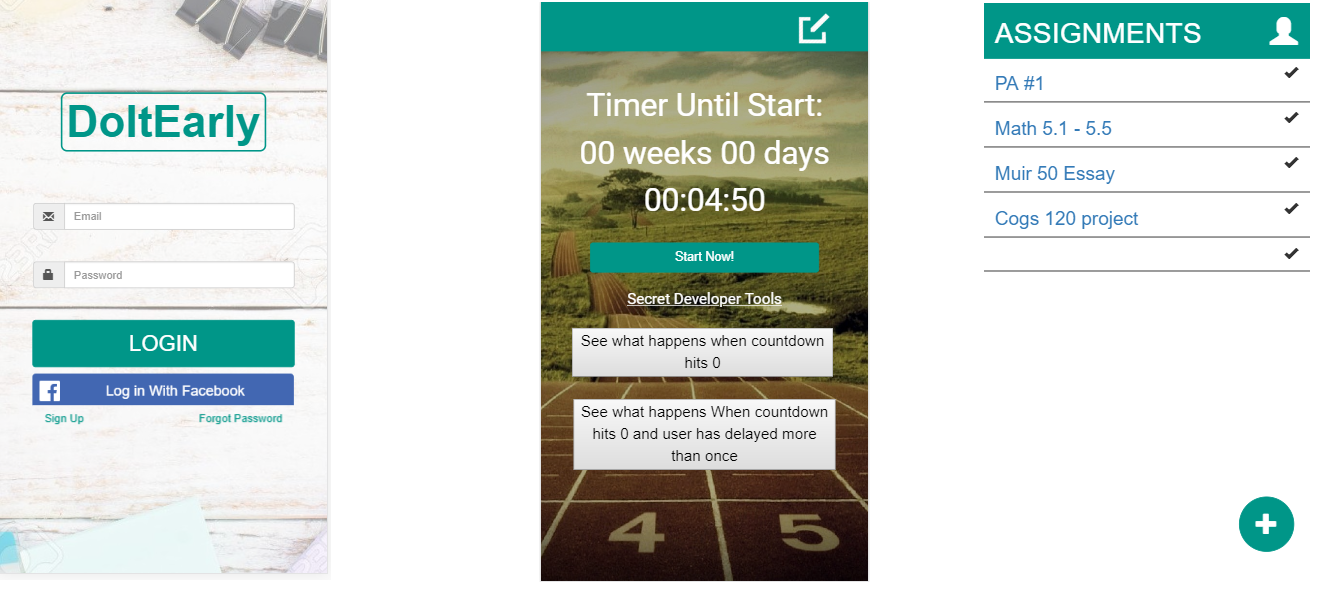 DoItEarly
Email
Password
LOGIN
Log in With Facebook
Sign Up
Forgot Password
Timer Until Start:
00 weeks 00 days
00:04:50
Start Now!
Secret Developer Tools
See what happens when countdown
hits 0
See what happens When countdown
hits 0 and user has delayed more
than once
4 5
ASSIGNMENTS
PA #1
Math 5.1 - 5.5
Muir 50 Essay
Cogs 120 project